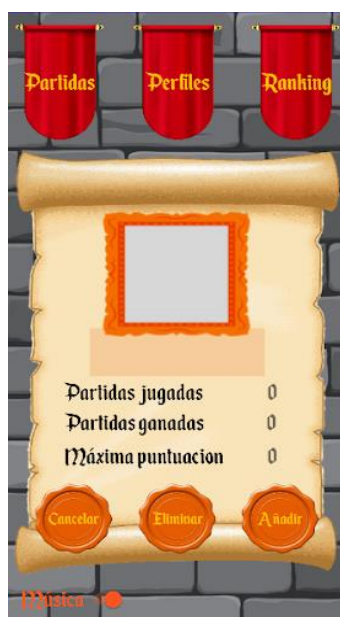 Partidas Perfiles Ranking
Partidas jugadas 0
Partidas ganadas 0
Máxima puntuacion 0
Cancelar Eliminar Añadir
Música